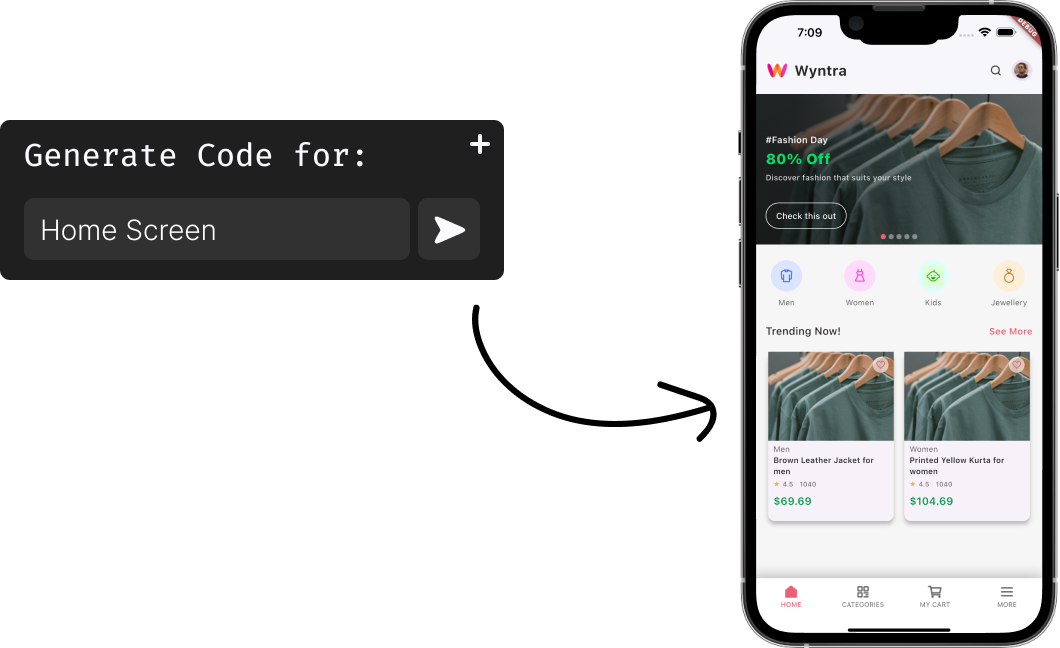 Generate Code for:
Home Screen
7:09
DEBUG
Wyntra
#Fashion Day
80% Off
Discover fashion that suits your style
Check this out
Men
Women
Kids
Jewellery
Trending Now!
See More
Men
Brown Leather Jacket for
men
4.5 | 1040
$69.69
Women
Printed Yellow Kurta for
women
4.5 | 1040
$104.69
HOME
CATEGORIES
MY CART
MORE